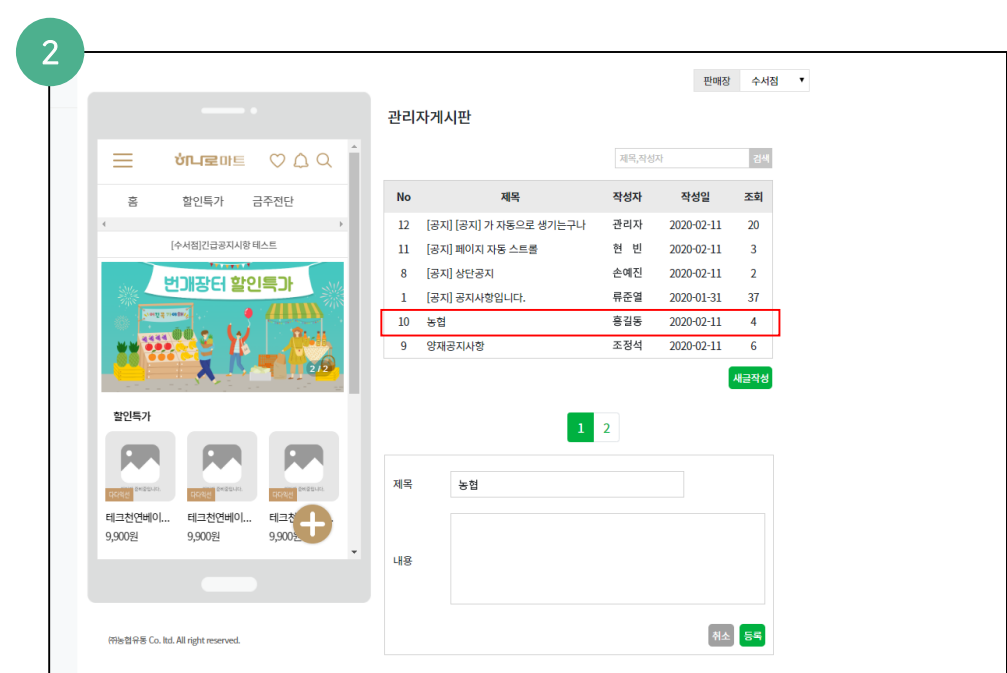 2
판매장 수서점
관리자게시판
하나로마트
제목,작성자 검색
홈 할인특가 금주전단
[수서점]긴급공지시항 테스트
번개장터 할인특가
2 / 2
할인특가
테크천연베이... 테크천연베이...
9,900원 9,900원 9,900원
㈜농협유통 Co. ltd. All right reserved.
No 제목 작성자 작성일 조회
12 [공지] [공지] 가 자동으로 생기는구나 관리자 2020-02-11 20
11 [공지] 페이지 자동 스트롤 현 빈 2020-02-11 3
8 [공지] 상단공지 손예진 2020-02-11 2
1 [공지] 공지사항입니다. 류준열 2020-01-31 37
10 농협 홍길동 2020-02-11 4
9 양재공지사항 조정석 2020-02-11 6
새글작성
1 2
제목 농협
내용
취소 등록